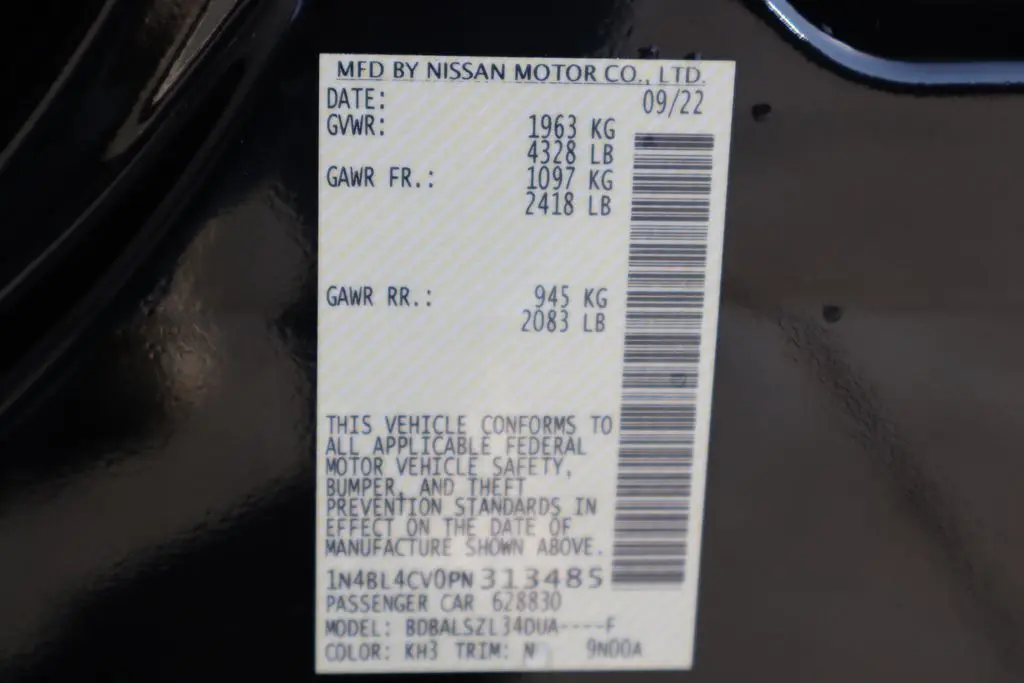 MFD BY NISSAN MOTOR CO., LTD.
DATE: 09/22
GVWR: 1963 KG
4328 LB
GAWR FR.: 1097 KG
2418 LB
GAWR RR.: 945 KG
2083 LB
THIS VEHICLE CONFORMS TO
ALL APPLICABLE FEDERAL
MOTOR VEHICLE SAFETY,
BUMPER, AND THEFT
PREVENTION STANDARDS IN
EFFECT ON THE DATE OF
MANUFACTURE SHOWN ABOVE.
1N4BL4CV0PN313485
PASSENGER CAR 628830
MODEL: BDBALSZL34DUA----F
COLOR: KH3 TRIM: N 9N00A